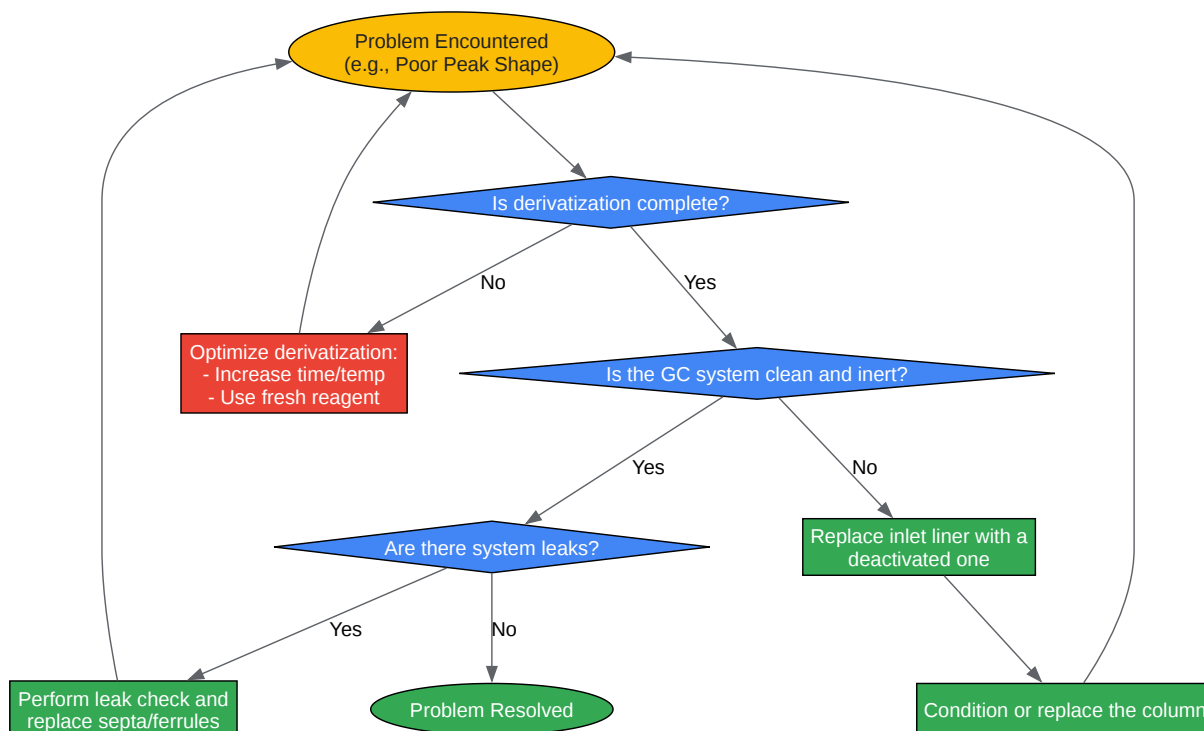 Problem Encountered
(e.g., Poor Peak Shape)
Is derivatization complete?
No
Yes
Optimize derivatization:
- Increase time/temp
- Use fresh reagent
Is the GC system clean and inert?
Yes
No
Are there system leaks?
Replace inlet liner with a
deactivated one
Yes
No
Perform leak check and
replace septa/ferrules
Problem Resolved
Condition or replace the column